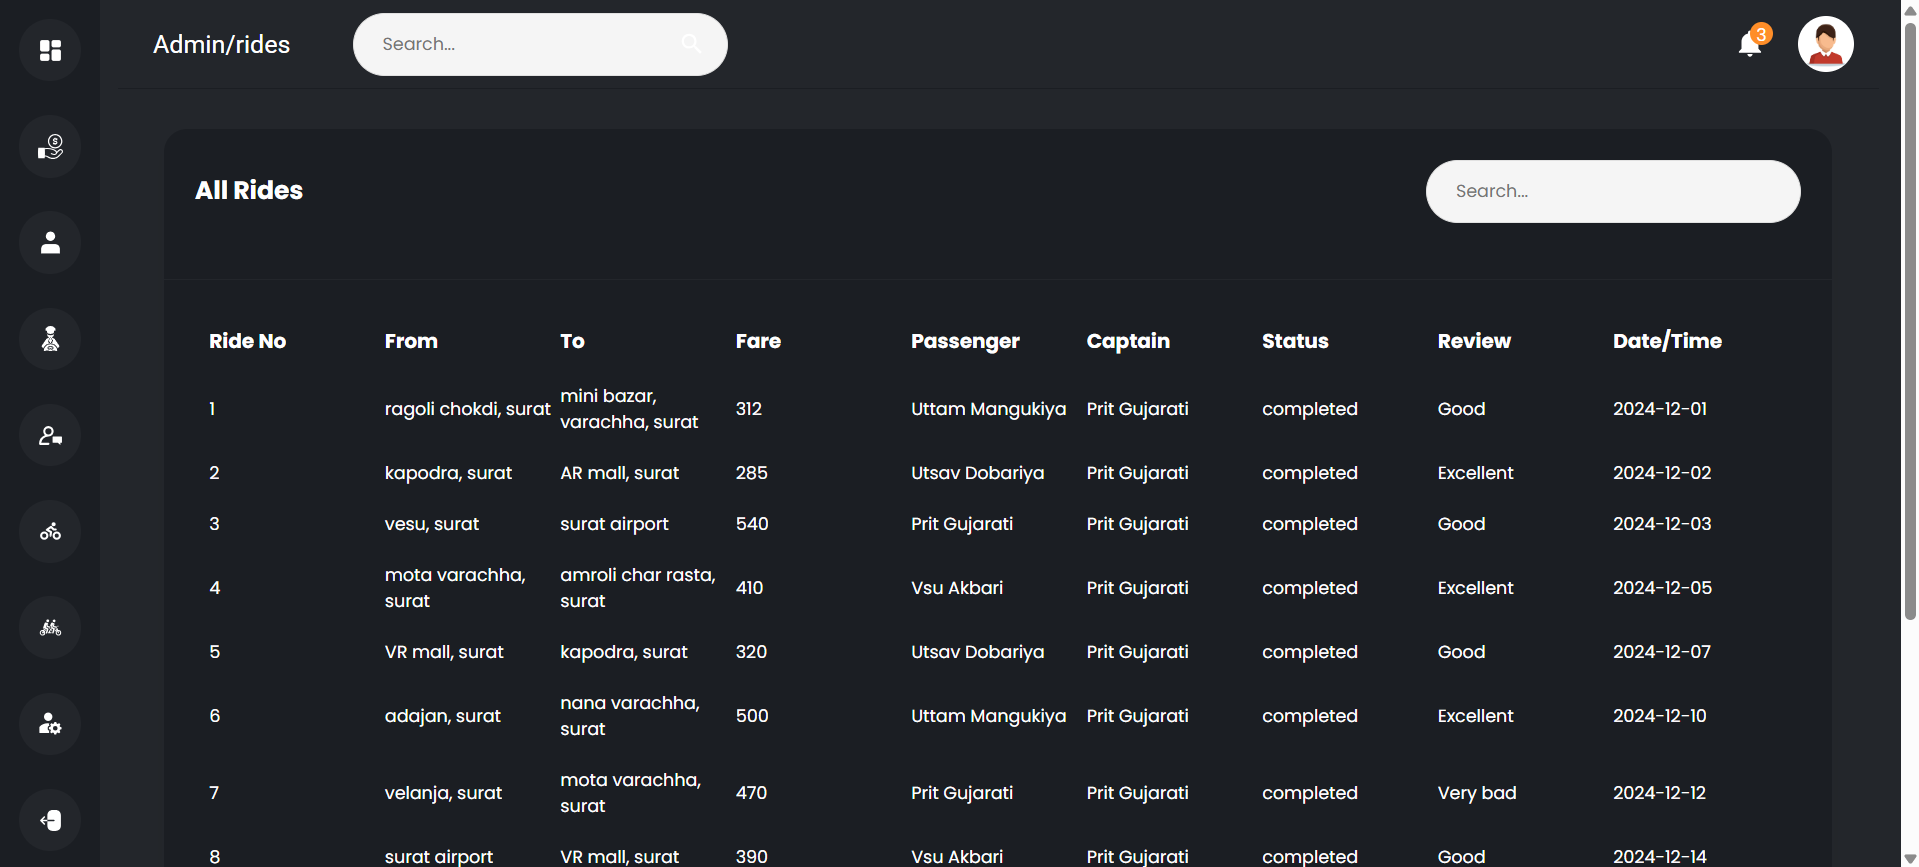 Admin/rides
Search...
3
All Rides
Search...
Ride No From To Fare Passenger Captain Status Review Date/Time
1 ragoli chokdi, surat mini bazar, varachha, surat 312 Uttam Mangukiya Prit Gujarati completed Good 2024-12-01
2 kapodra, surat AR mall, surat 285 Utsav Dobariya Prit Gujarati completed Excellent 2024-12-02
3 vesu, surat surat airport 540 Prit Gujarati Prit Gujarati completed Good 2024-12-03
4 mota varachha, surat amroli char rasta, surat 410 Vsu Akbari Prit Gujarati completed Excellent 2024-12-05
5 VR mall, surat kapodra, surat 320 Utsav Dobariya Prit Gujarati completed Good 2024-12-07
6 adajan, surat nana varachha, surat 500 Uttam Mangukiya Prit Gujarati completed Excellent 2024-12-10
7 velanja, surat mota varachha, surat 470 Prit Gujarati Prit Gujarati completed Very bad 2024-12-12
8 surat airport VR mall, surat 390 Vsu Akbari Prit Gujarati completed Good 2024-12-14